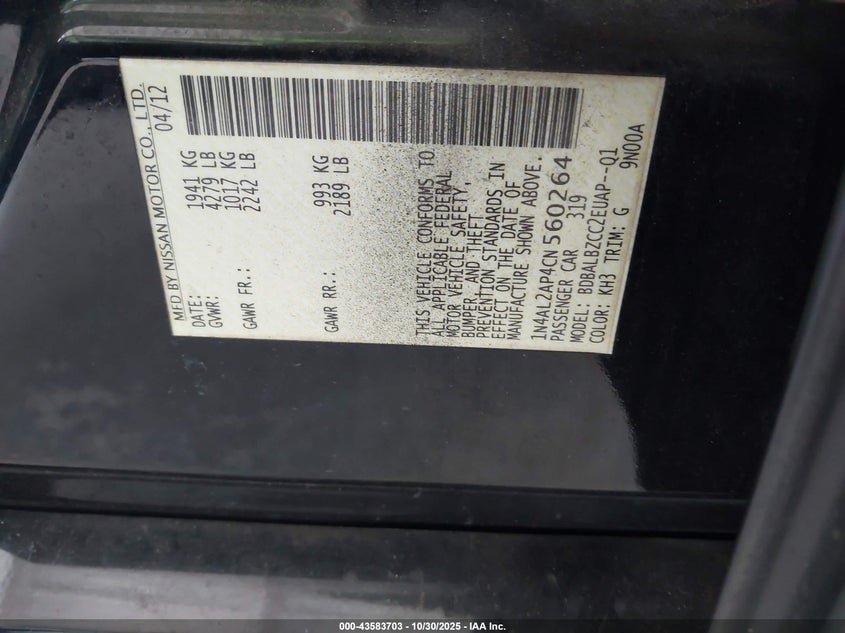 MFD BY NISSAN MOTOR CO., LTD.
DATE: 04/12
GVWR: 1941 KG
4279 LB
GAWR FR.: 1017 KG
2242 LB
GAWR RR.: 993 KG
2189 LB
THIS VEHICLE CONFORMS TO
ALL APPLICABLE FEDERAL
MOTOR VEHICLE SAFETY,
BUMPER, AND THEFT
PREVENTION STANDARDS IN
EFFECT ON THE DATE OF
MANUFACTURE SHOWN ABOVE.
1N4AL2AP4CN560264
PASSENGER CAR 319
MODEL: BDBALBZCC2EUAP--Q1
COLOR: KH3 TRIM: G 9N00A
000-43583703 - 10/30/2025 - IAA Inc.